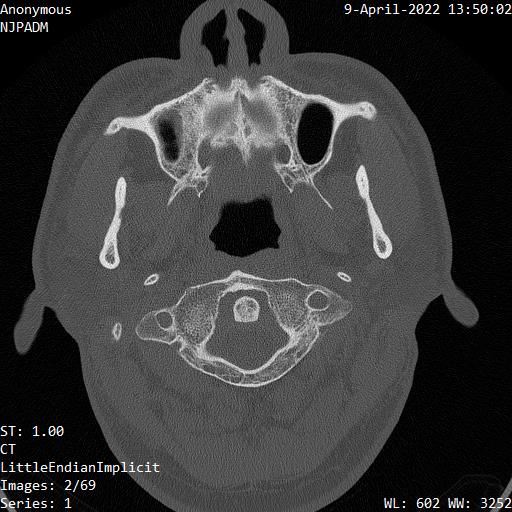 Anonymous
NJPADM
9-April-2022 13:50:02
ST: 1.00
CT
LittleEndianImplicit
Images: 2/69
Series: 1
WL: 602 WW: 3252